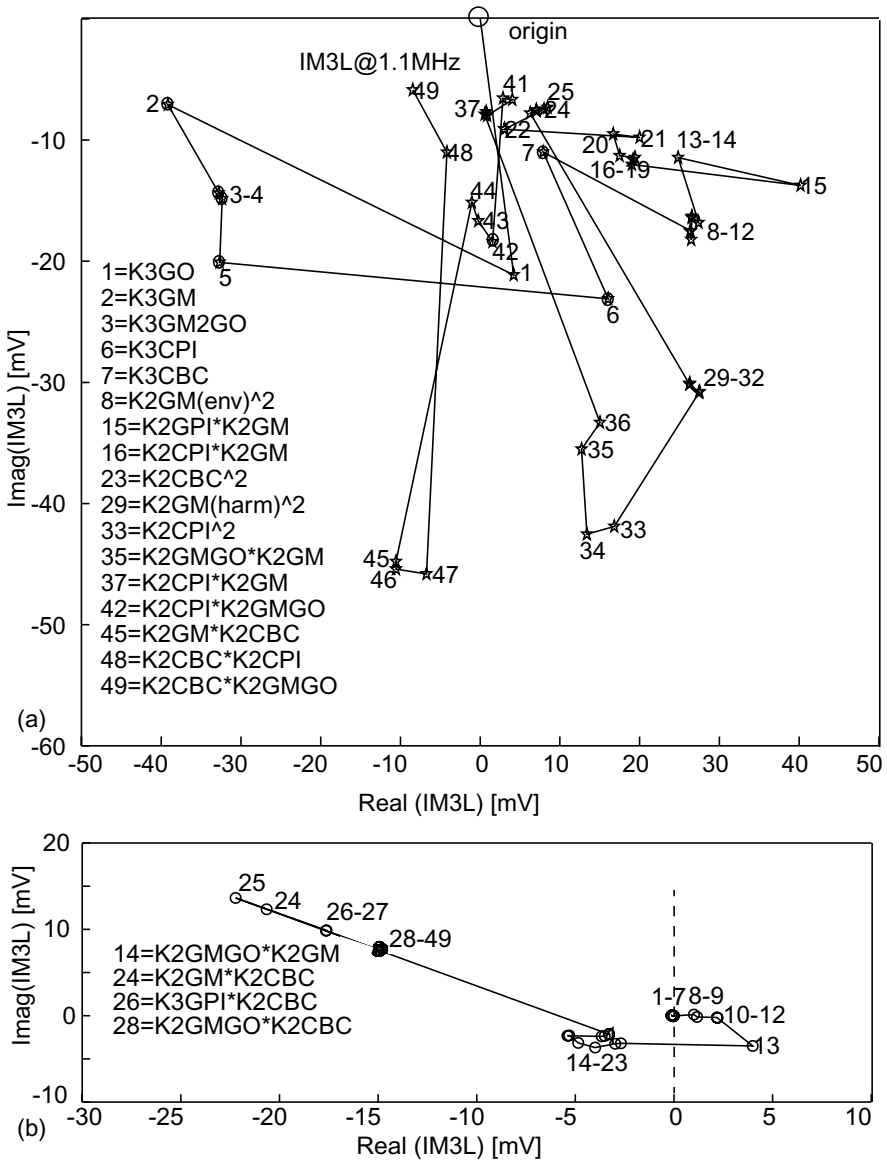 (a)
origin
IM3L@1.1MHz
49
41
25
37
24
22
2
48
7
20
21
13-14
16-19
15
3-4
44
43
8-12
42
1
5
6
1=K3GO
2=K3GM
3=K3GM2GO
6=K3CPI
7=K3CBC
8=K2GM(env)^2
15=K2GPI*K2GM
16=K2CPI*K2GM
23=K2CBC^2
29=K2GM(harm)^2
33=K2CPI^2
35=K2GMGO*K2GM
37=K2CPI*K2GM
42=K2CPI*K2GMGO
45=K2GM*K2CBC
48=K2CBC*K2CPI
49=K2CBC*K2GMGO
29-32
36
35
34
33
45
46
47
-10
-20
-30
-40
-50
-60
Imag(IM3L) [mV]
(a)
-50
-40
-30
-20
-10
0
10
20
30
40
50
Real (IM3L) [mV]
20
10
0
-10
Imag(IM3L) [mV]
25
24
26-27
28-49
14=K2GMGO*K2GM
24=K2GM*K2CBC
26=K3GPI*K2CBC
28=K2GMGO*K2CBC
1-7
8-9
10-12
13
14-23
(b)
-30
-25
-20
-15
-10
-5
0
5
10
Real (IM3L) [mV]